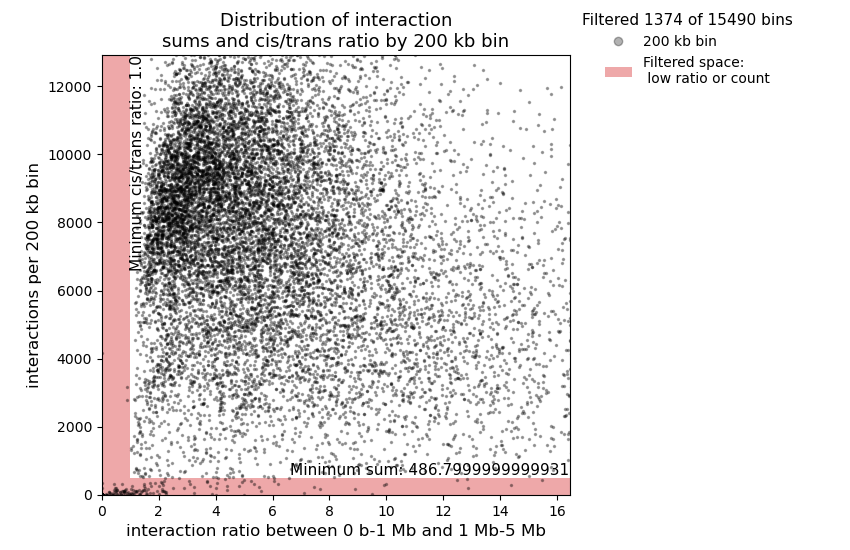 Distribution of interaction
sums and cis/trans ratio by 200 kb bin
Filtered 1374 of 15490 bins
200 kb bin
Filtered space:
low ratio or count
Minimum cis/trans ratio: 1.0
interactions per 200 kb bin
12000
10000
8000
6000
4000
2000
0
Minimum sum: 486.7999999999931
0 2 4 6 8 10 12 14 16
interaction ratio between 0 b-1 Mb and 1 Mb-5 Mb